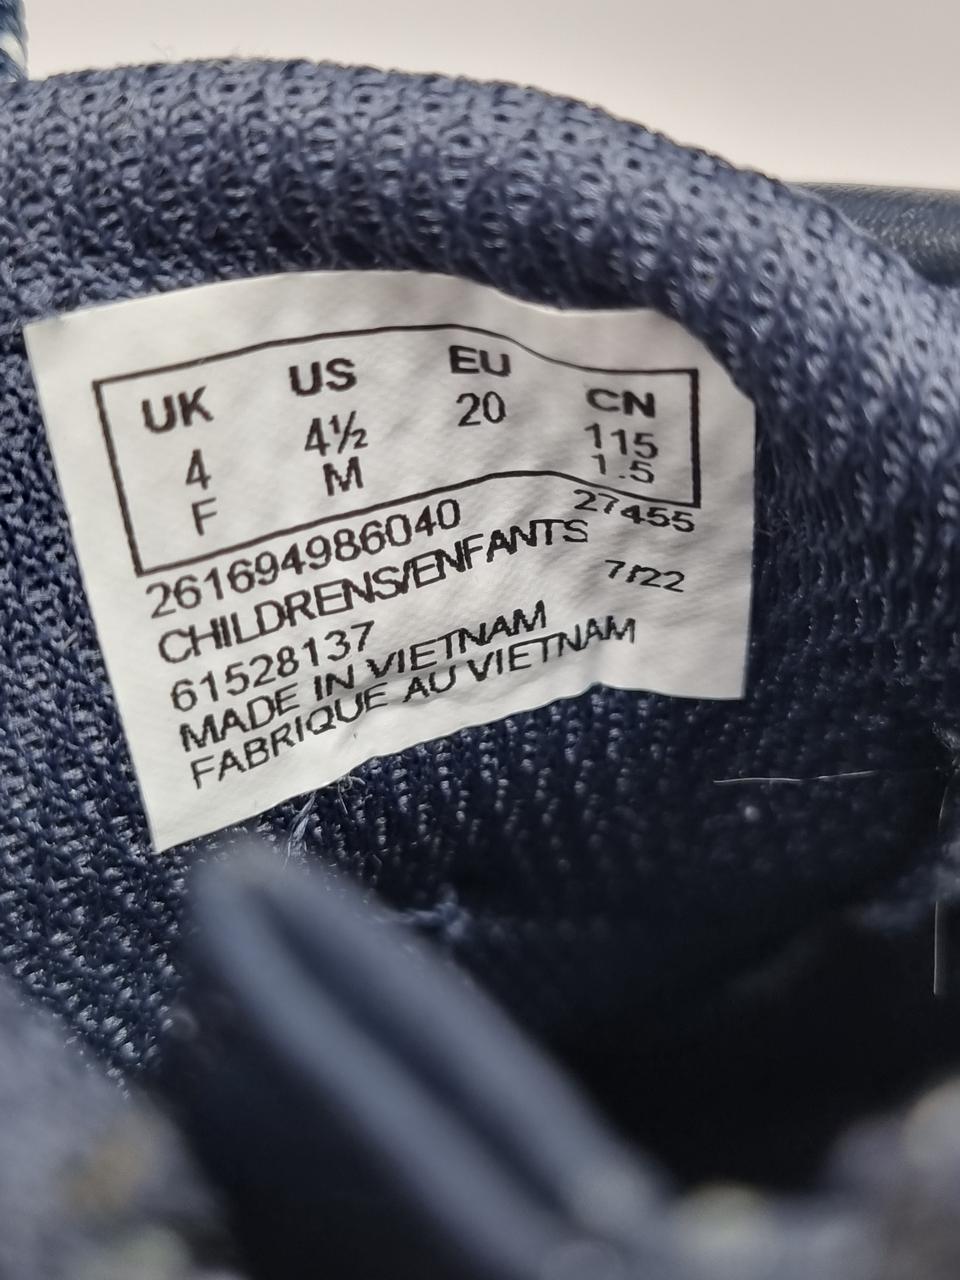 UK US EU CN
4 4½ 20 115
F M 1.5
261694986040 27455
CHILDRENS/ENFANTS
61528137 7/22
MADE IN VIETNAM
FABRIQUE AU VIETNAM